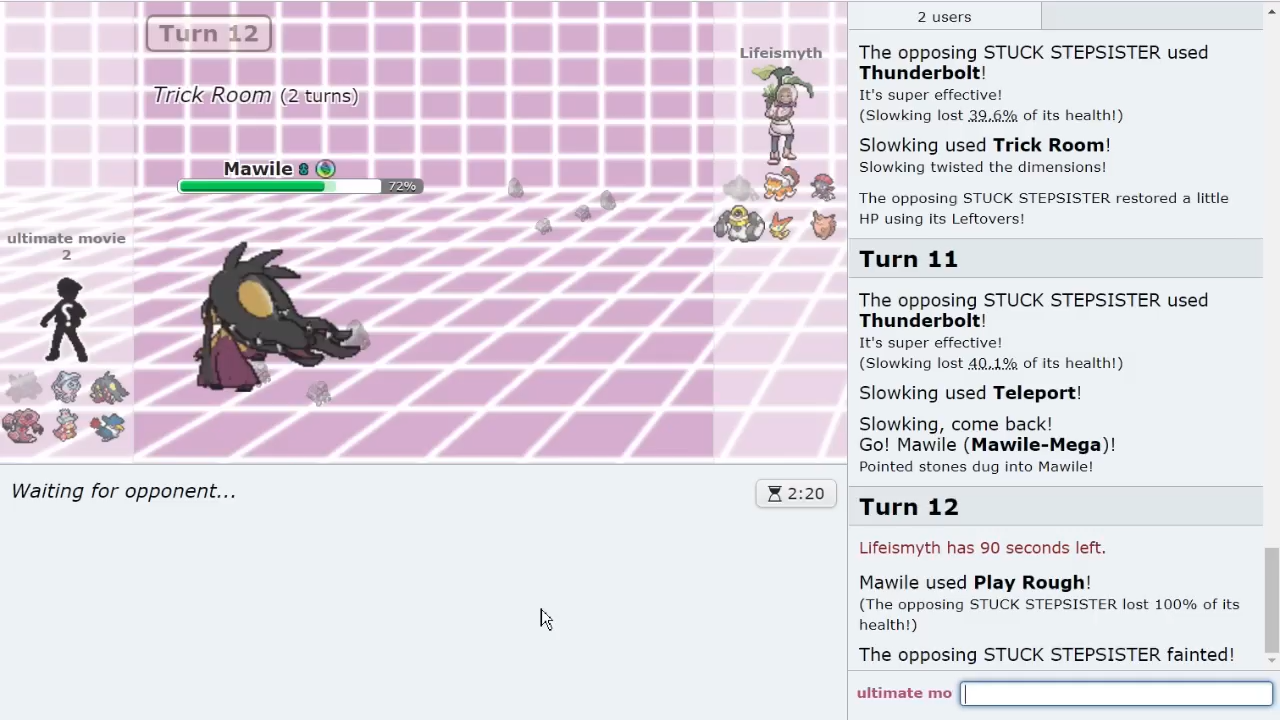 Turn 12
Trick Room (2 turns)
Mawile
72%
ultimate movie
2
Lifeismyth
Waiting for opponent...
2:20
2 users
The opposing STUCK STEPSISTER used
Thunderbolt!
It's super effective!
(Slowking lost 39.6% of its health!)
Slowking used Trick Room!
Slowking twisted the dimensions!
The opposing STUCK STEPSISTER restored a little
HP using its Leftovers!
Turn 11
The opposing STUCK STEPSISTER used
Thunderbolt!
It's super effective!
(Slowking lost 40.1% of its health!)
Slowking used Teleport!
Slowking, come back!
Go! Mawile (Mawile-Mega)!
Pointed stones dug into Mawile!
Turn 12
Lifeismyth has 90 seconds left.
Mawile used Play Rough!
(The opposing STUCK STEPSISTER lost 100% of its
health!)
The opposing STUCK STEPSISTER fainted!
ultimate mo